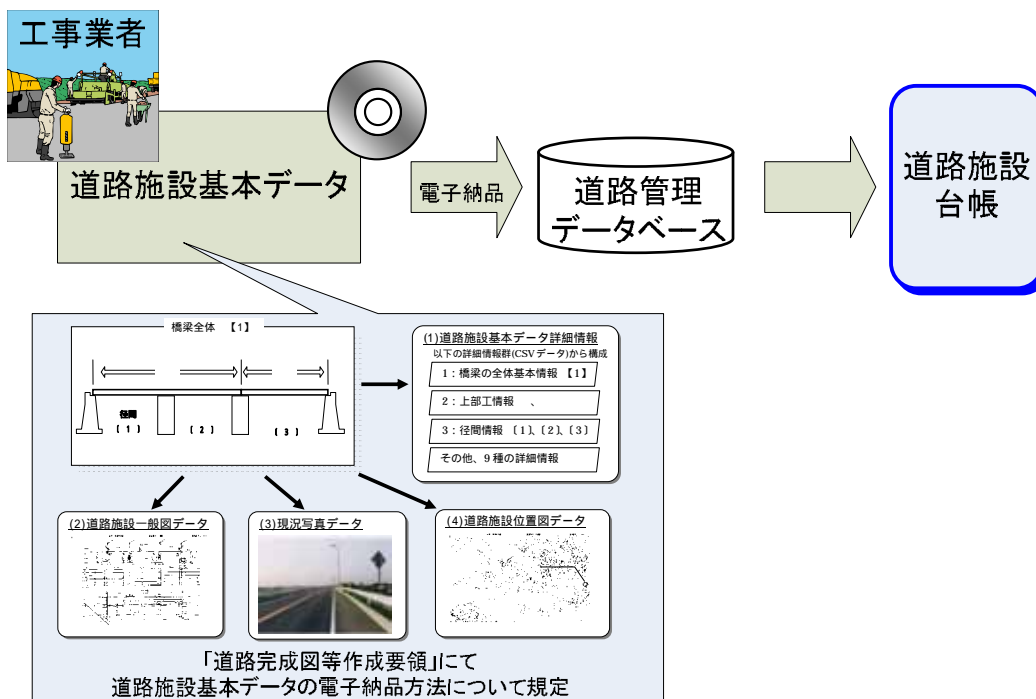 工事業者
道路施設基本データ
電子納品
道路管理
データベース
道路施設
台帳
橋梁全体 【1】
径間
〔1〕 〔2〕 〔3〕
(1)道路施設基本データ詳細情報
以下の詳細情報群(CSVデータ)から構成
1:橋梁の全体基本情報 【1】
2:上部工情報 、
3:径間情報 〔1〕、〔2〕、〔3〕
その他、9種の詳細情報
(2)道路施設一般図データ
(3)現況写真データ
(4)道路施設位置図データ
「道路完成図等作成要領」にて
道路施設基本データの電子納品方法について規定